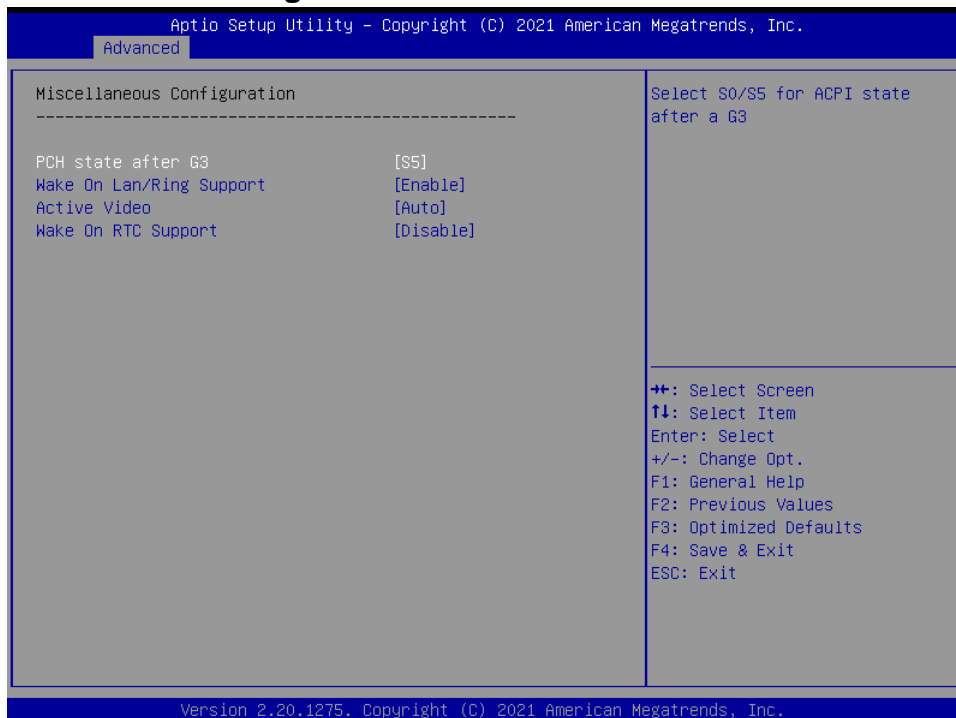 Aptio Setup Utility – Copyright (C) 2021 American Megatrends, Inc.
Advanced
Miscellaneous Configuration
--------------------------------------------------
PCH state after G3 [S5]
Wake On Lan/Ring Support [Enable]
Active Video [Auto]
Wake On RTC Support [Disable]
Select S0/S5 for ACPI state
after a G3
→←: Select Screen
↑↓: Select Item
Enter: Select
+/-: Change Opt.
F1: General Help
F2: Previous Values
F3: Optimized Defaults
F4: Save & Exit
ESC: Exit
Version 2.20.1275. Copyright (C) 2021 American Megatrends, Inc.